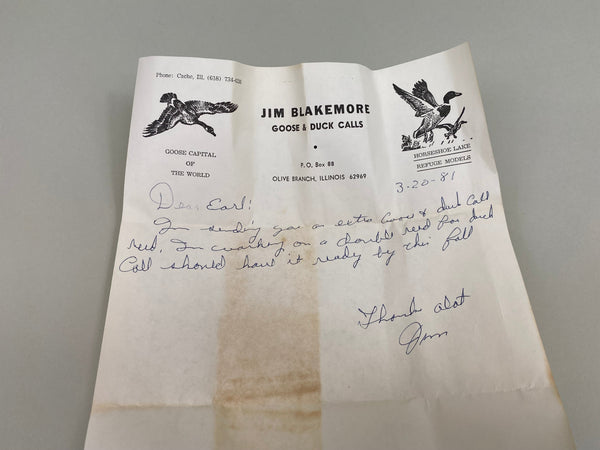 Phone: Cache, Ill. (618) 734-
JIM BLAKEMORE
GOOSE & DUCK CALLS
•
P.O. Box 88
OLIVE BRANCH, ILLINOIS 62969
GOOSE CAPITAL
OF THE
WORLD
HORSESHOE LAKE
REFUGE MODELS
3-20-81
Dear Earl:
I'm sending you an extra Goose & duck Call
reed. I'm working on a double reed for duck
Call should have it ready by this fall
Thanks alot
Jim